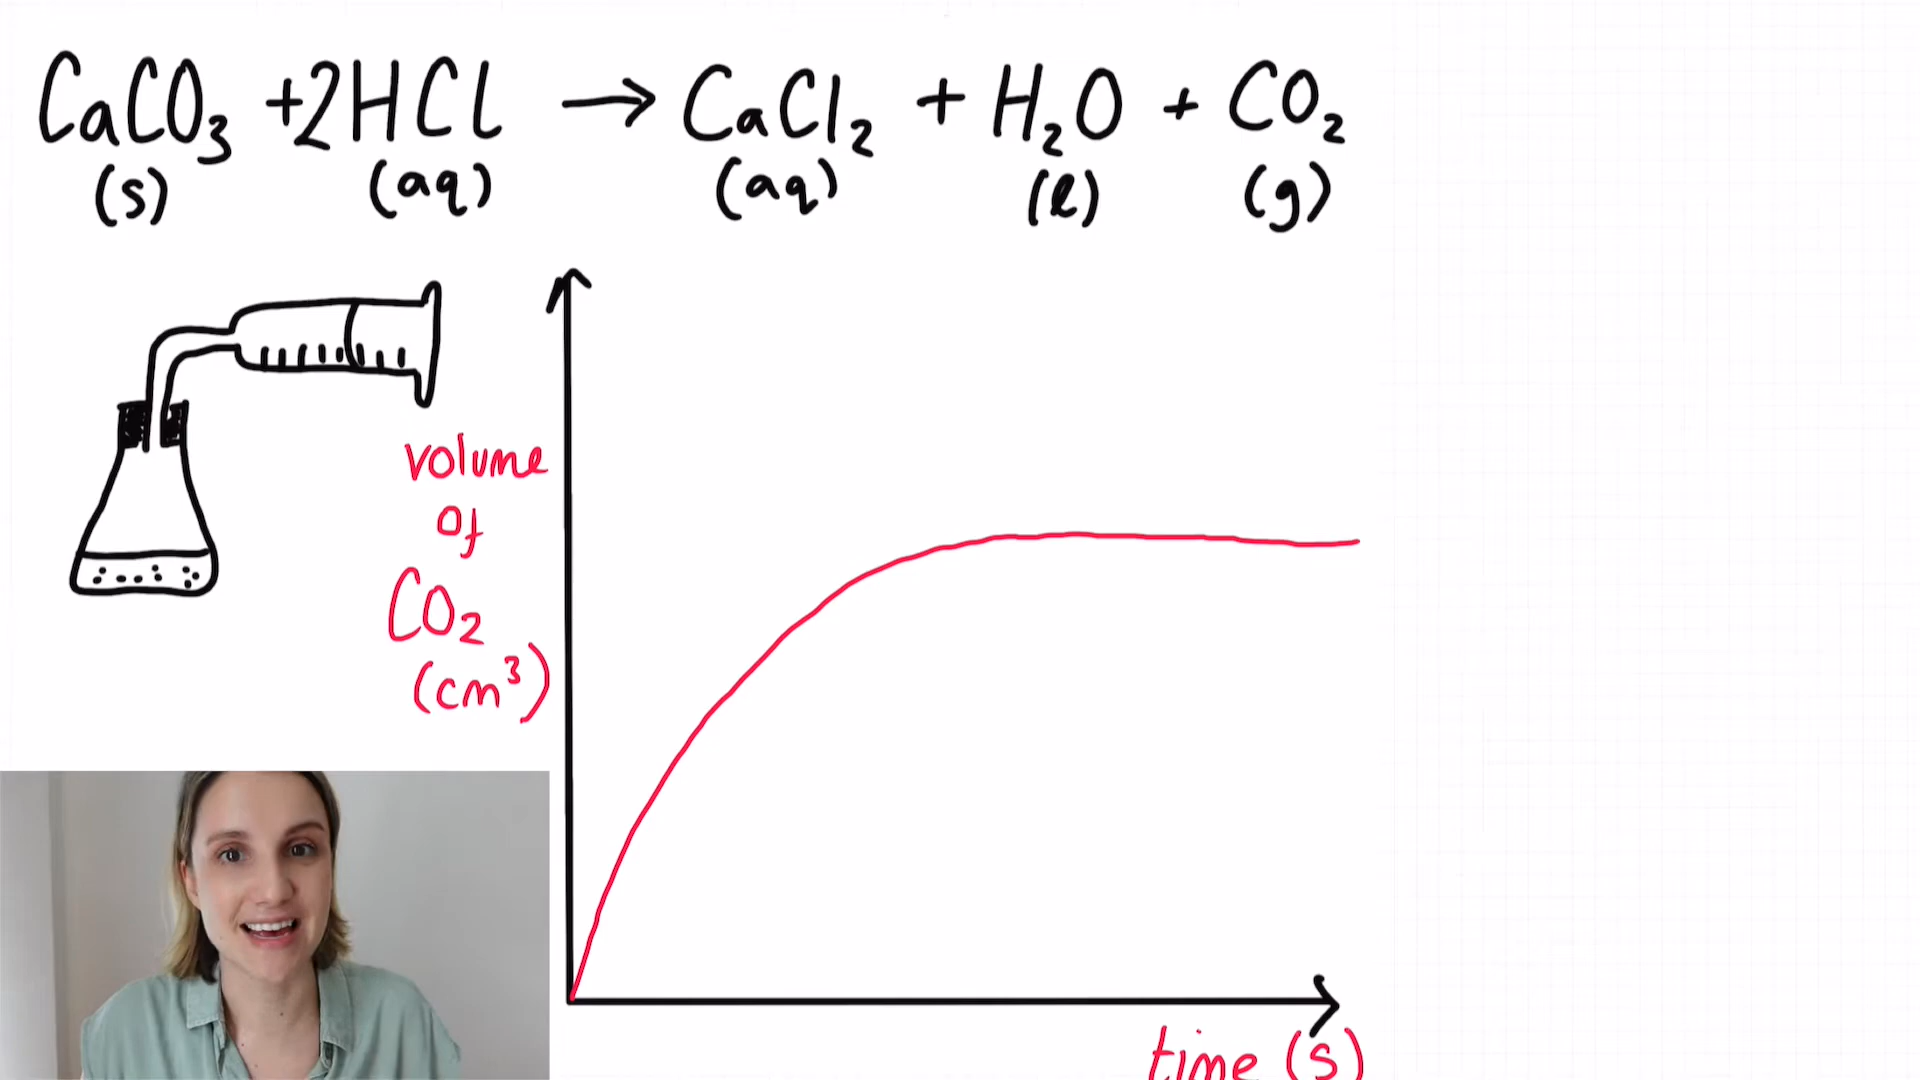 CaCO₃ + 2HCl → CaCl₂ + H₂O + CO₂
(s) (aq) (aq) (l) (g)
volume
of
CO₂
(cm³)
time (s)